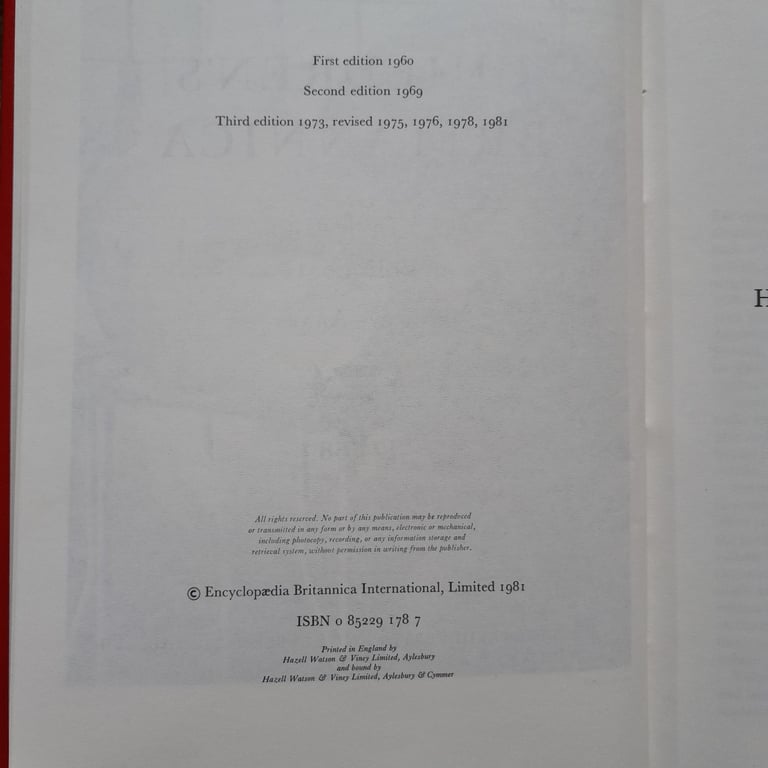 First edition 1960
Second edition 1969
Third edition 1973, revised 1975, 1976, 1978, 1981
All rights reserved. No part of this publication may be reproduced
or transmitted in any form or by any means, electronic or mechanical,
including photocopy, recording, or any information storage and
retrieval system, without permission in writing from the publisher.
© Encyclopædia Britannica International, Limited 1981
ISBN 0 85229 178 7
Printed in England by
Hazell Watson & Viney Limited, Aylesbury
and bound by
Hazell Watson & Viney Limited, Aylesbury & Cymmer
H